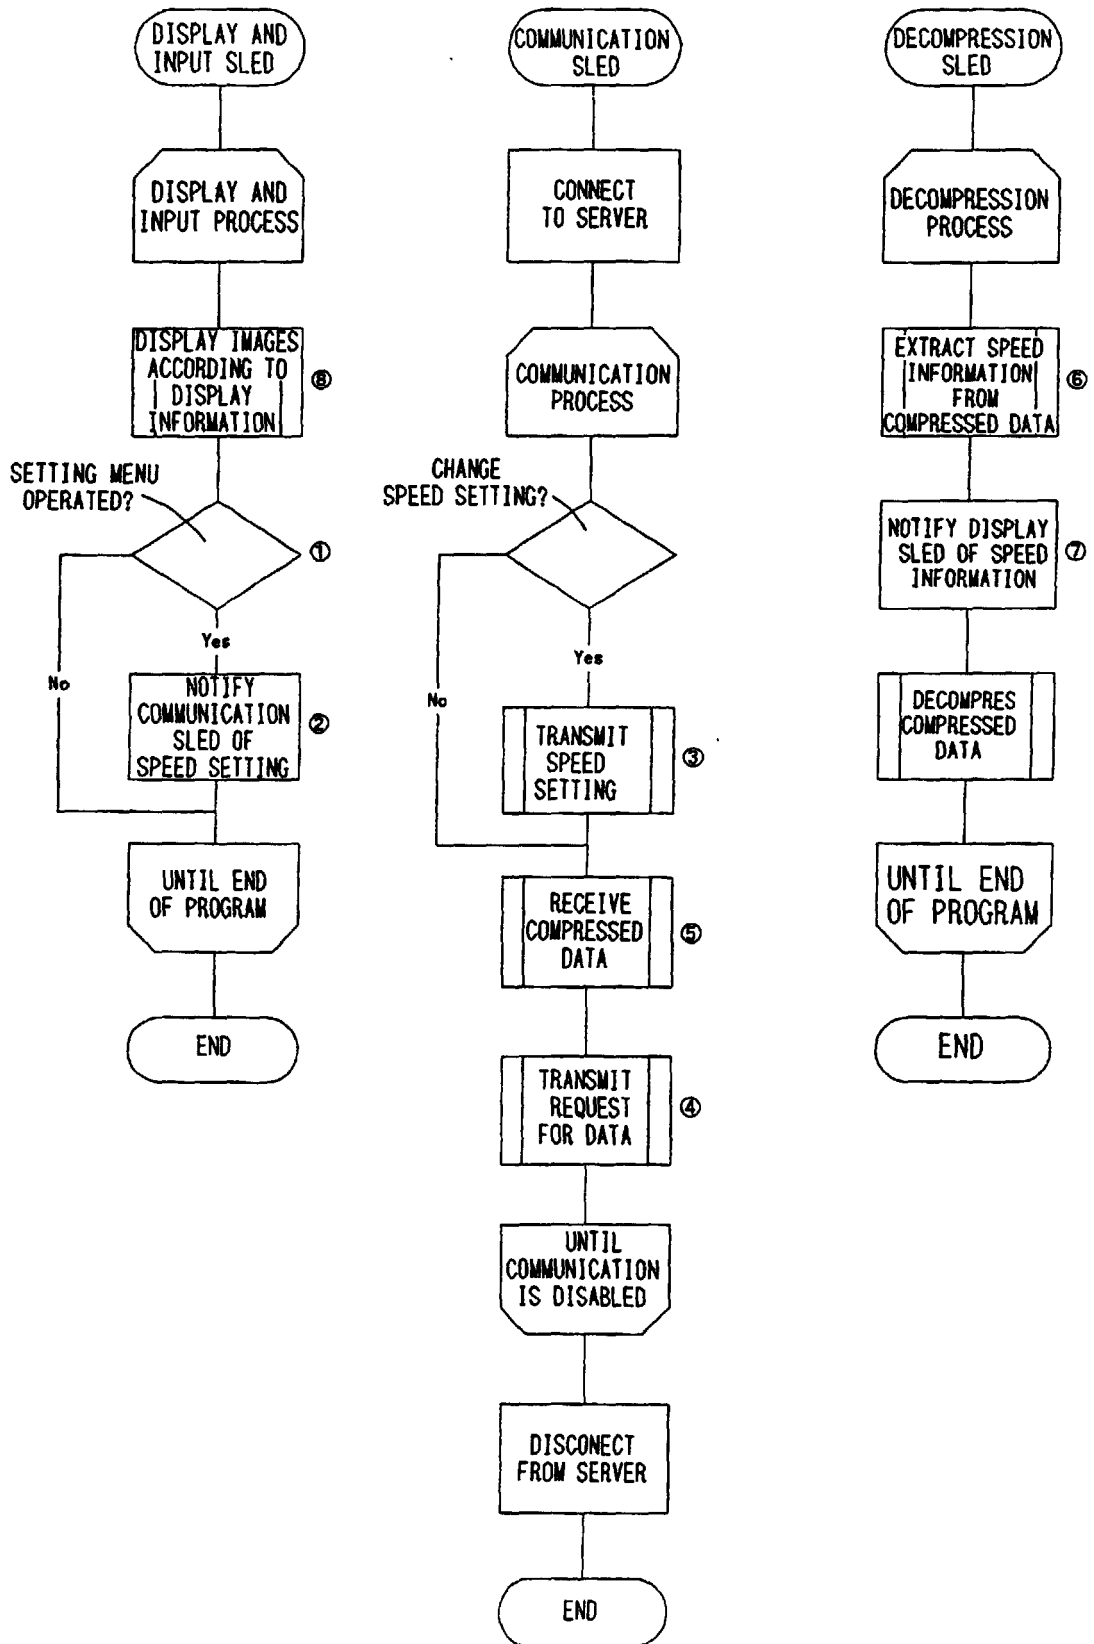 DISPLAY AND
INPUT SLED
DISPLAY AND
INPUT PROCESS
DISPLAY IMAGES
ACCORDING TO
DISPLAY
INFORMATION
⑧
SETTING MENU
OPERATED?
①
Yes
No
NOTIFY
COMMUNICATION
SLED OF
SPEED SETTING
②
UNTIL END
OF PROGRAM
END
COMMUNICATION
SLED
CONNECT
TO SERVER
COMMUNICATION
PROCESS
CHANGE
SPEED SETTING?
Yes
No
TRANSMIT
SPEED
SETTING
③
RECEIVE
COMPRESSED
DATA
⑤
TRANSMIT
REQUEST
FOR DATA
④
UNTIL
COMMUNICATION
IS DISABLED
DISCONECT
FROM SERVER
END
DECOMPRESSION
SLED
DECOMPRESSION
PROCESS
EXTRACT SPEED
INFORMATION
FROM
COMPRESSED DATA
⑥
NOTIFY DISPLAY
SLED OF SPEED
INFORMATION
⑦
DECOMPRES
COMPRESSED
DATA
UNTIL END
OF PROGRAM
END